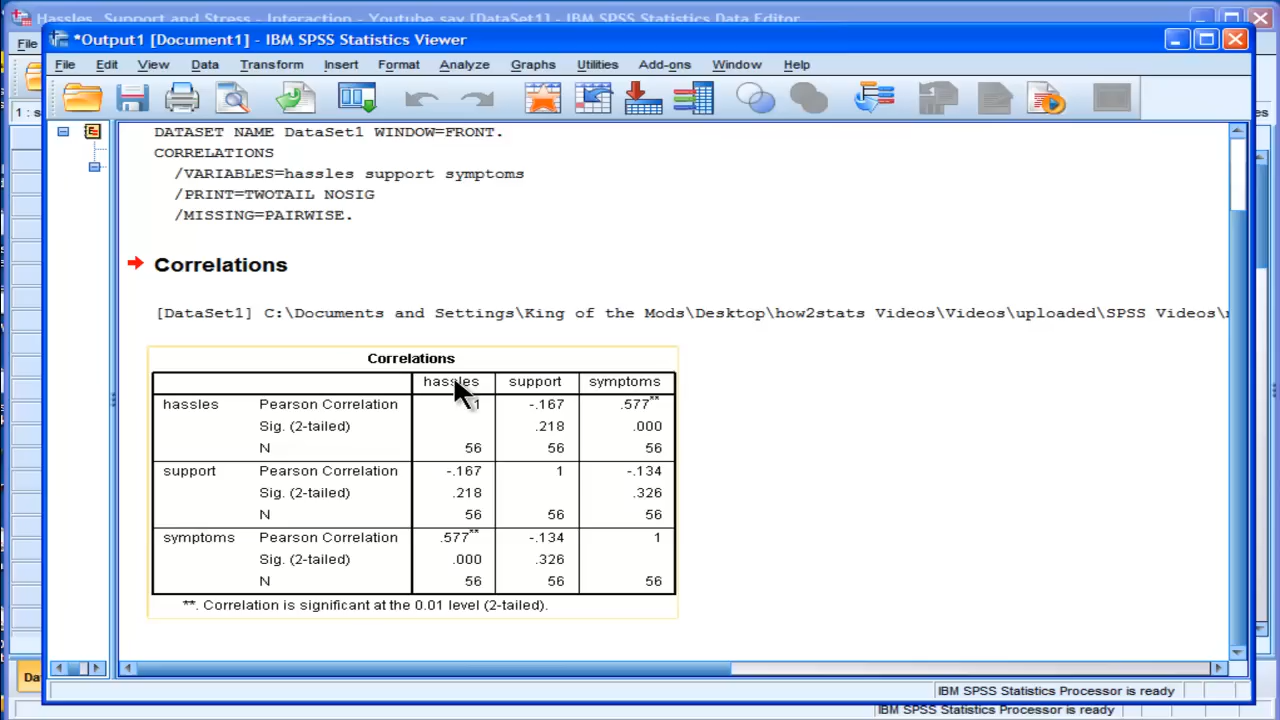 Hassles, Support and Stress - Interaction - Youtube.sav [DataSet1] - IBM SPSS Statistics Data Editor
*Output1 [Document1] - IBM SPSS Statistics Viewer
File
File Edit View Data Transform Insert Format Analyze Graphs Utilities Add-ons Window Help
1 : s
DATASET NAME DataSet1 WINDOW=FRONT.
CORRELATIONS
/VARIABLES=hassles support symptoms
/PRINT=TWOTAIL NOSIG
/MISSING=PAIRWISE.
Correlations
[DataSet1] C:\Documents and Settings\King of the Mods\Desktop\how2stats Videos\Videos\uploaded\SPSS Videos\
Correlations
hassles support symptoms
hassles Pearson Correlation 1 -.167 .577**
Sig. (2-tailed) .218 .000
N 56 56 56
support Pearson Correlation -.167 1 -.134
Sig. (2-tailed) .218 .326
N 56 56 56
symptoms Pearson Correlation .577** -.134 1
Sig. (2-tailed) .000 .326
N 56 56 56
**. Correlation is significant at the 0.01 level (2-tailed).
Da
IBM SPSS Statistics Processor is ready
IBM SPSS Statistics Processor is ready